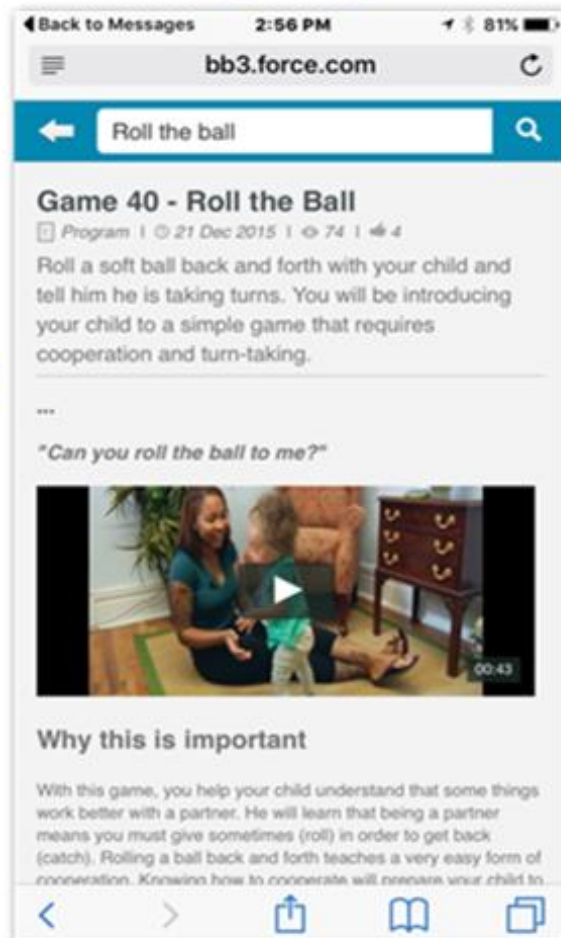 Back to Messages 2:56 PM 81%
bb3.force.com
Roll the ball
Game 40 - Roll the Ball
Program | 21 Dec 2015 | 74 | 4
Roll a soft ball back and forth with your child and
tell him he is taking turns. You will be introducing
your child to a simple game that requires
cooperation and turn-taking.
...
"Can you roll the ball to me?"
00:43
Why this is important
With this game, you help your child understand that some things
work better with a partner. He will learn that being a partner
means you must give sometimes (roll) in order to get back
(catch). Rolling a ball back and forth teaches a very easy form of
cooperation. Knowing how to cooperate will prepare your child to